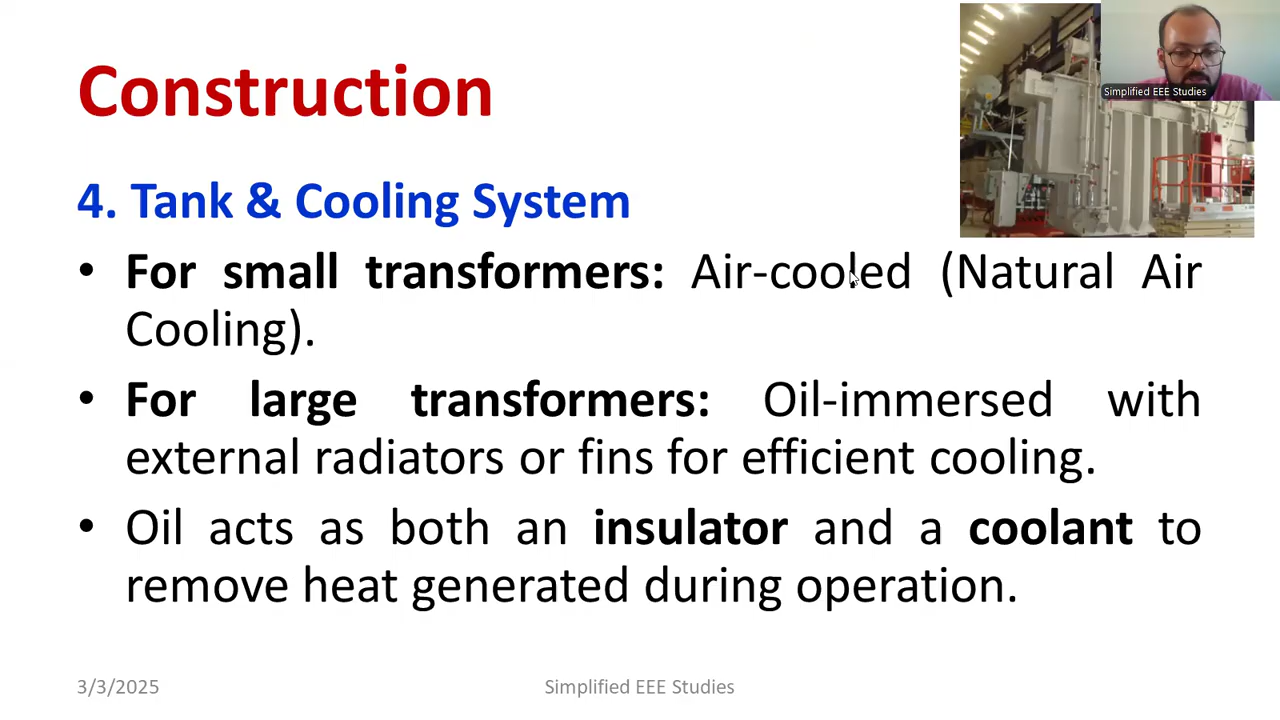 Construction
Simplified EEE Studies
4. Tank & Cooling System
• For small transformers: Air-cooled (Natural Air
Cooling).
• For large transformers: Oil-immersed with
external radiators or fins for efficient cooling.
• Oil acts as both an insulator and a coolant to
remove heat generated during operation.
3/3/2025
Simplified EEE Studies